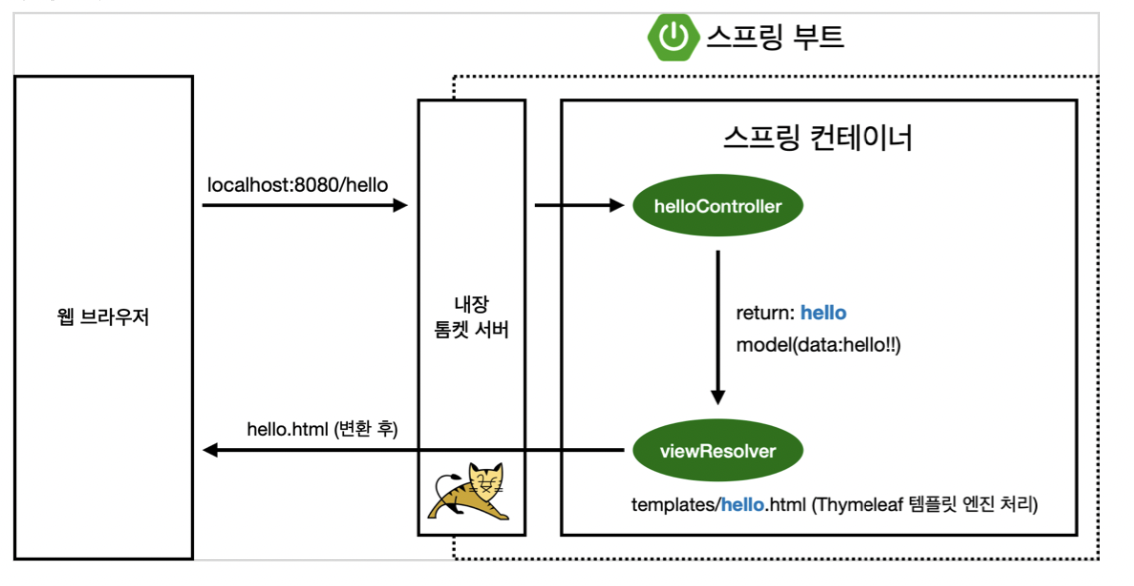 스프링 부트
스프링 컨테이너
localhost:8080/hello
helloController
웹 브라우저
내장
톰켓 서버
return: hello
model(data:hello!!)
hello.html (변환 후)
viewResolver
templates/hello.html (Thymeleaf 템플릿 엔진 처리)